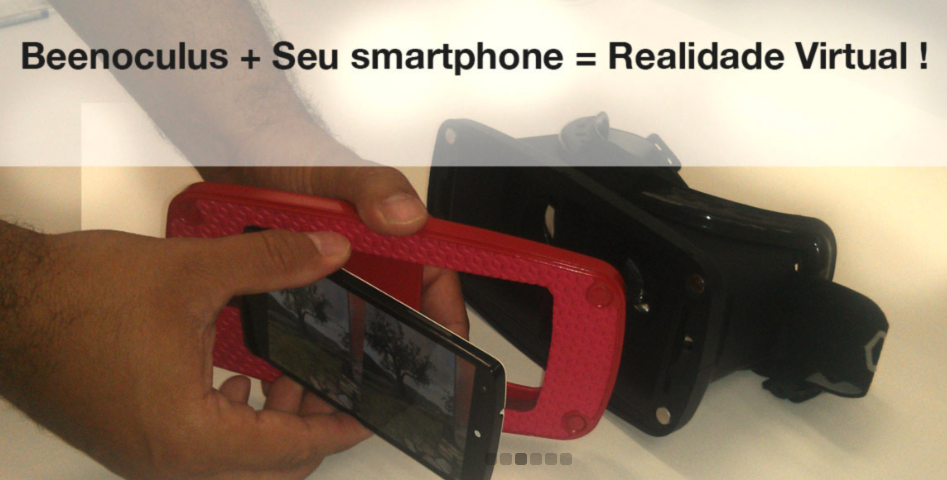 Beenoculus + Seu smartphone = Realidade Virtual !